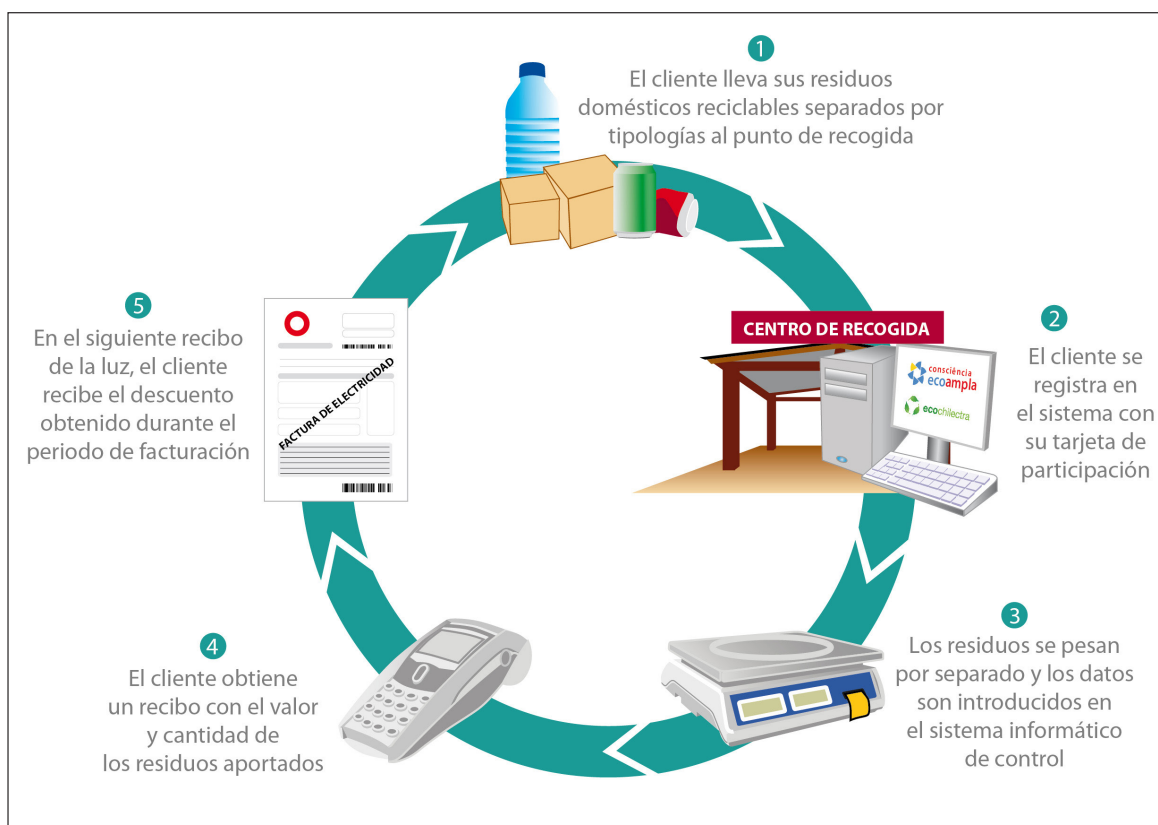 1
El cliente lleva sus residuos
domésticos reciclables separados por
tipologías al punto de recogida
CENTRO DE RECOGIDA
consciência
ecoampla
ecochilectra
2
El cliente se
registra en
el sistema con
su tarjeta de
participación
3
Los residuos se pesan
por separado y los datos
son introducidos en
el sistema informático
de control
4
El cliente obtiene
un recibo con el valor
y cantidad de
los residuos aportados
5
En el siguiente recibo
de la luz, el cliente
recibe el descuento
obtenido durante el
periodo de facturación
FACTURA DE ELECTRICIDAD